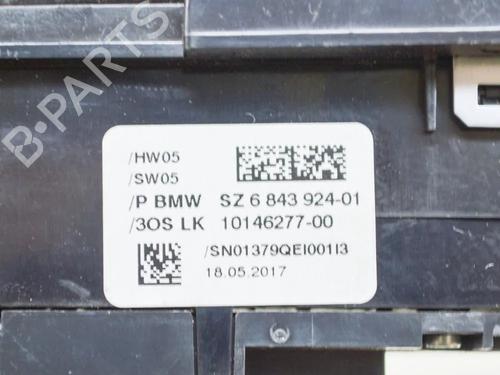 B-PARTS
/HW05
/SW05
/P BMW SZ 6 843 924-01
/3OS LK 10146277-00
/SN01379QEI001I3
18.05.2017